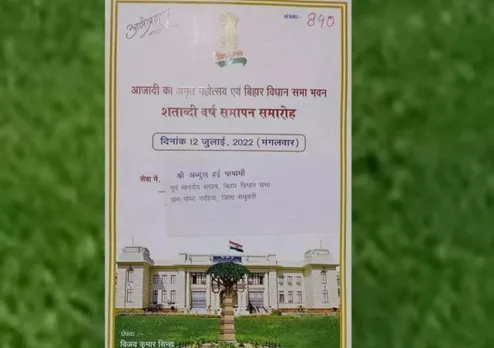 आमंत्रण
क्रमांक:- 840
आजादी का अमृत महोत्सव एवं बिहार विधान सभा भवन
शताब्दी वर्ष समापन समारोह
दिनांक 12 जुलाई, 2022 (मंगलवार)
सेवा में,
श्री अब्दुल हई पयामी
पूर्व माननीय सदस्य, बिहार विधान सभा
जिला मधुबनी
प्रेषक :-
विजय कुमार सिन्हा